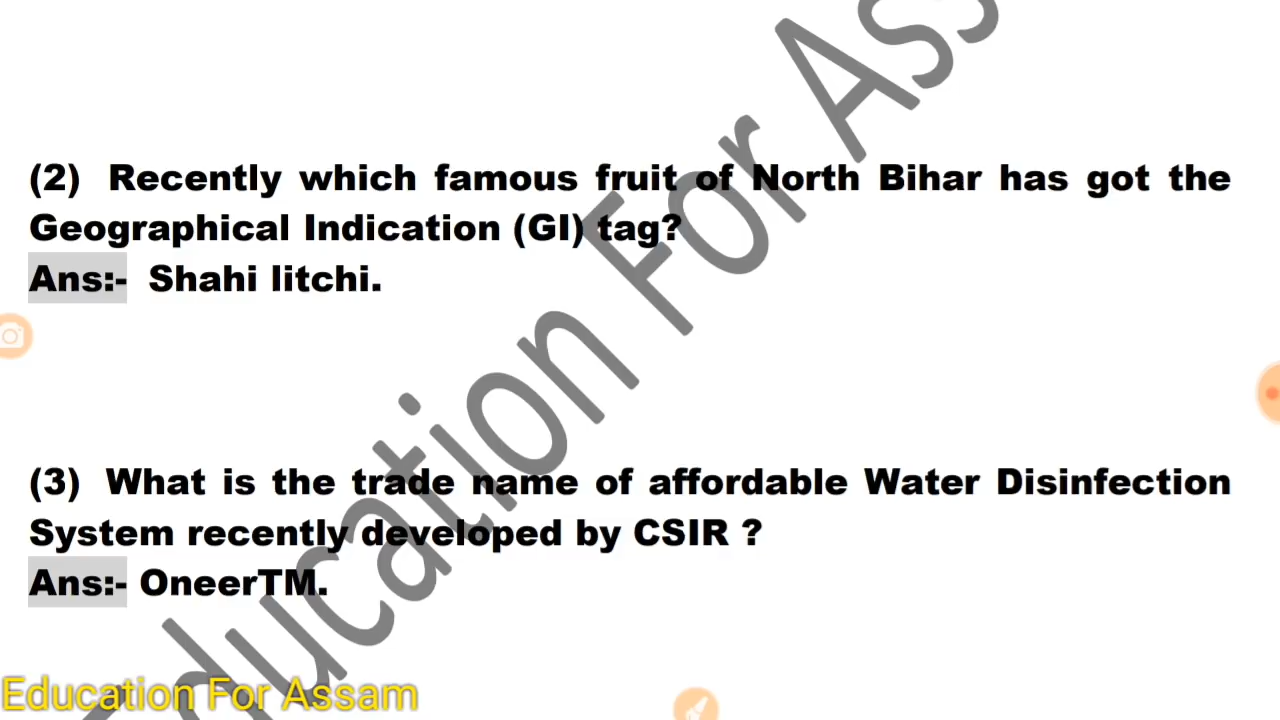 (2) Recently which famous fruit of North Bihar has got the
Geographical Indication (GI) tag?
Ans:- Shahi litchi.
(3) What is the trade name of affordable Water Disinfection
System recently developed by CSIR ?
Ans:- OneerTM.
Education For Ass
Education For Assam